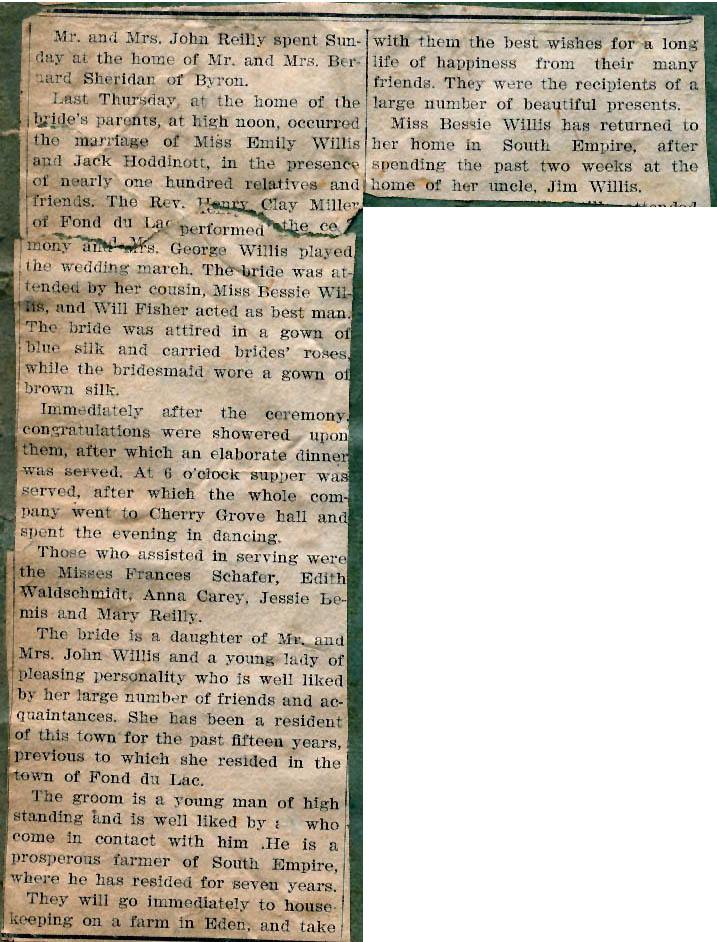 Mr. and Mrs. John Reilly spent Sun-
day at the home of Mr. and Mrs. Ber-
nard Sheridan of Byron.
Last Thursday, at the home of the
bride's parents, at high noon, occurred
the marriage of Miss Emily Willis
and Jack Hoddinott, in the presence
of nearly one hundred relatives and
friends. The Rev. Henry Clay Miller
of Fond du Lac performed the ce
mony and Mrs. George Willis played
the wedding march. The bride was at-
tended by her cousin, Miss Bessie Wil-
lis, and Will Fisher acted as best man.
The bride was attired in a gown of
blue silk and carried brides' roses,
while the bridesmaid wore a gown of
brown silk.
Immediately after the ceremony,
congratulations were showered upon
them, after which an elaborate dinner
was served. At 6 o'clock supper was
served, after which the whole com-
pany went to Cherry Grove hall and
spent the evening in dancing.
Those who assisted in serving were
the Misses Frances Schafer, Edith
Waldschmidt, Anna Carey, Jessie Le-
mis and Mary Reilly.
The bride is a daughter of Mr. and
Mrs. John Willis and a young lady of
pleasing personality who is well liked
by her large number of friends and ac-
quaintances. She has been a resident
of this town for the past fifteen years,
previous to which she resided in the
town of Fond du Lac.
The groom is a young man of high
standing and is well liked by who
come in contact with him .He is a
prosperous farmer of South Empire,
where he has resided for seven years.
They will go immediately to house-
keeping on a farm in Eden, and take
with them the best wishes for a long
life of happiness from their many
friends. They were the recipients of a
large number of beautiful presents.
Miss Bessie Willis has returned to
her home in South Empire, after
spending the past two weeks at the
home of her uncle, Jim Willis.
attended